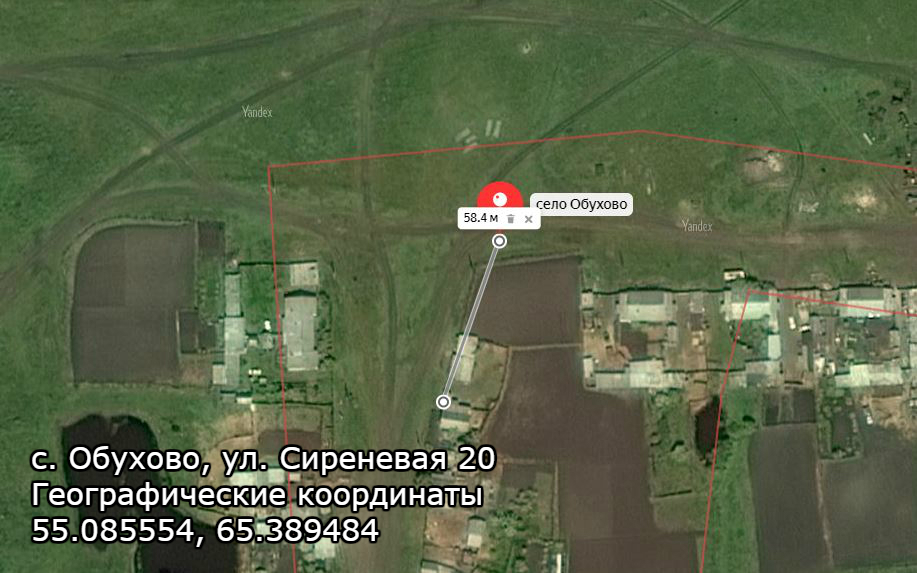 Yandex
село Обухово
58.4 м
Yandex
с. Обухово, ул. Сиреневая 20
Географические координаты
55.085554, 65.389484